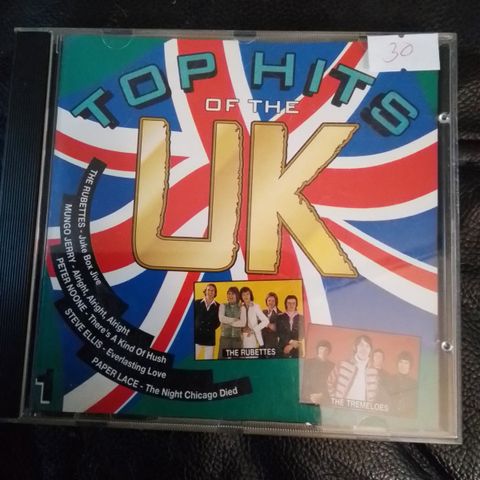 30
TOP HITS
OF THE
UK
THE RUBETTES - Juke Box Jive
MUNGO JERRY - Alright, Alright, Alright
PETER NOONE - There's A Kind Of Hush
STEVE ELLIS - Everlasting Love
PAPER LACE - The Night Chicago Died
THE RUBETTES
THE TREMELOES
1